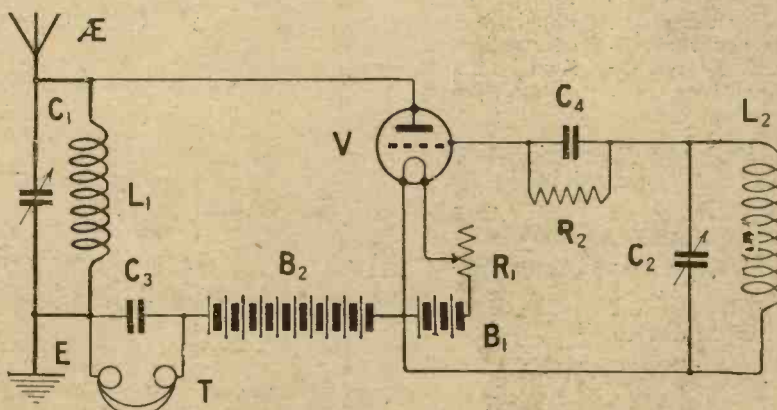 Æ
C₁
L₁
C₃
E
T
B₂
V
C₄
R₂
R₁
B₁
C₂
L₂